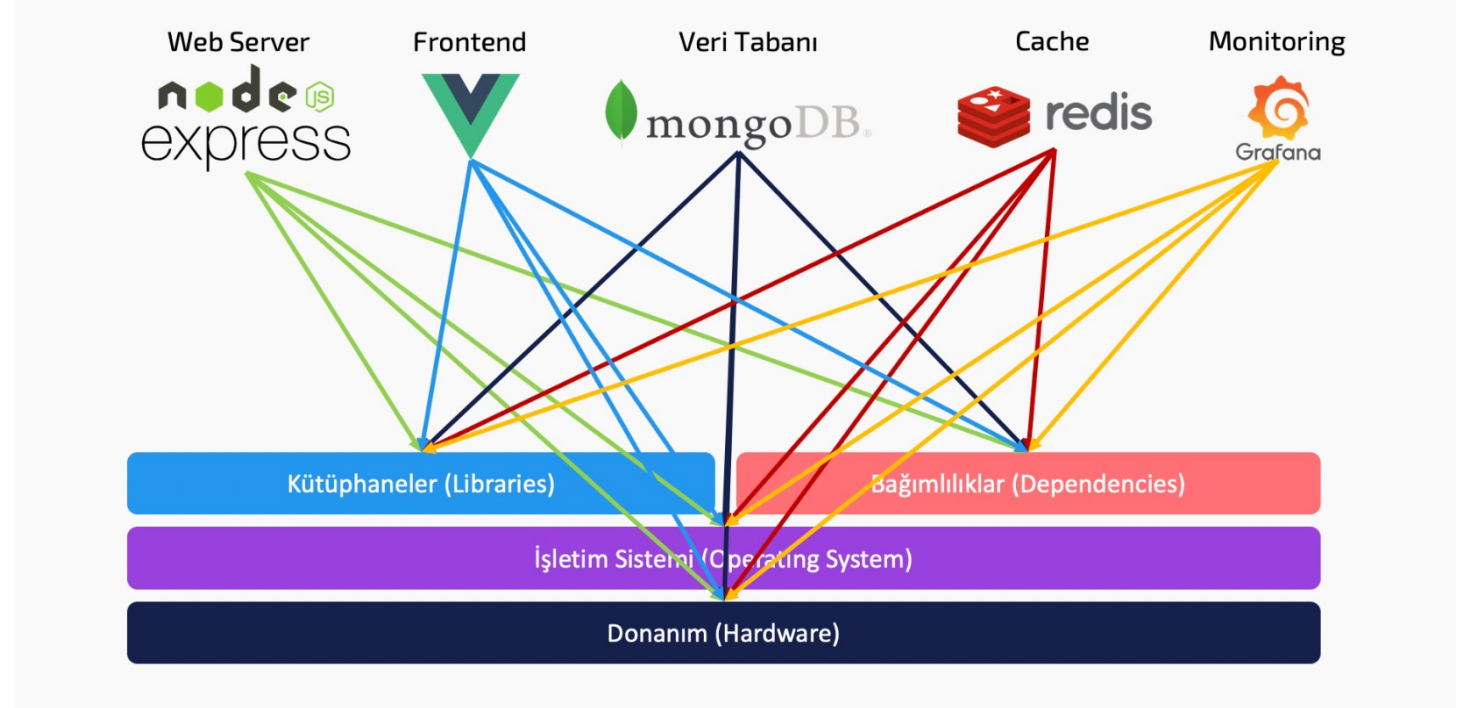 Web Server
Frontend
Veri Tabanı
Cache
Monitoring
node
JS
express
mongoDB®
redis
Grafana
Kütüphaneler (Libraries)
Bağımlılıklar (Dependencies)
İşletim Sistemi (Operating System)
Donanım (Hardware)